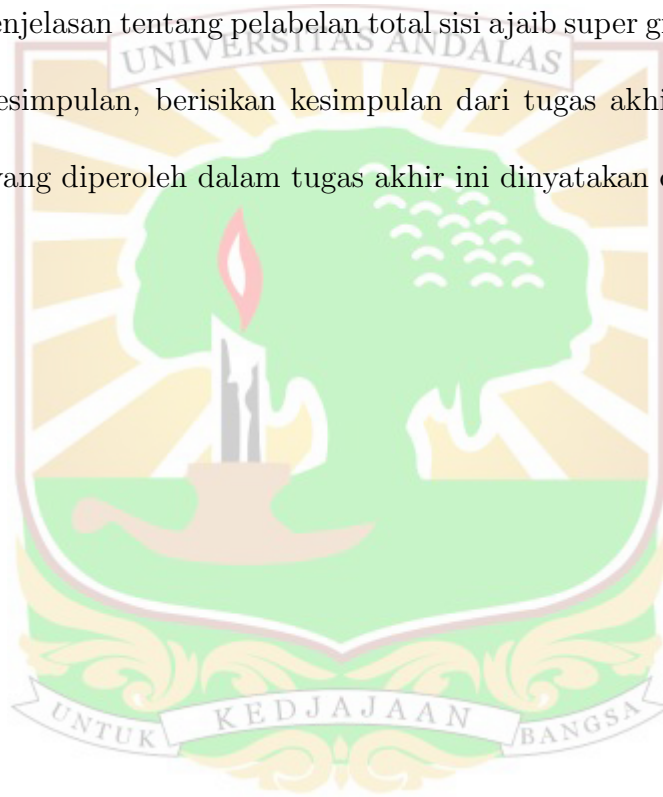 enjelasan tentang pelabelan total sisi ajaib super g
UNIVERSITAS ANDALAS
esimpulan, berisikan kesimpulan dari tugas akhi
yang diperoleh dalam tugas akhir ini dinyatakan
UNTUK KEDJAJAAN BANGSA